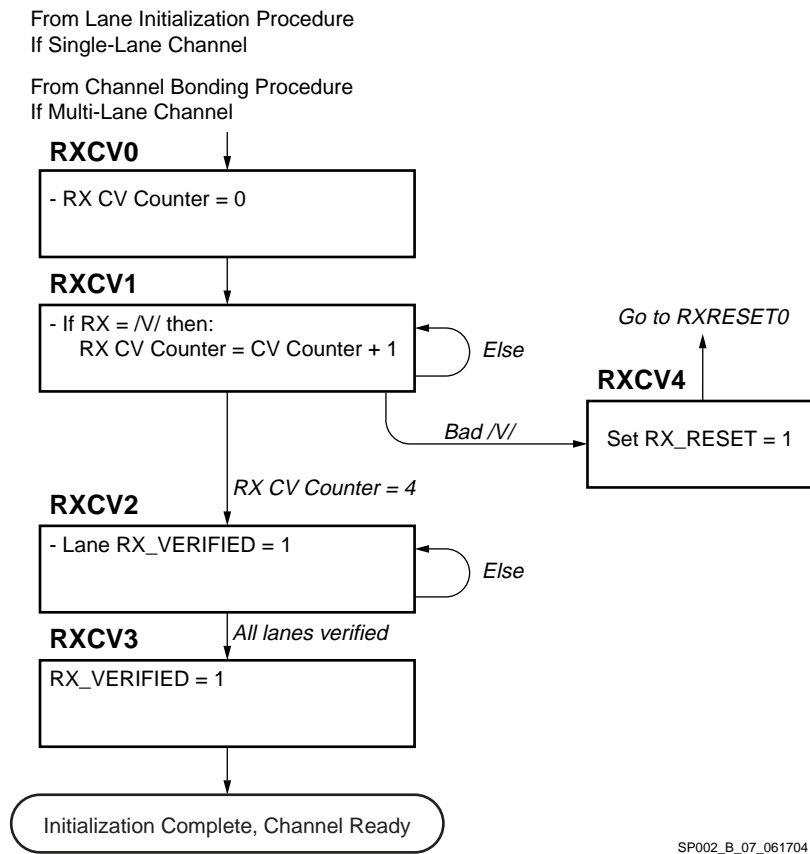 From Lane Initialization Procedure
If Single-Lane Channel
From Channel Bonding Procedure
If Multi-Lane Channel
RXCV0
- RX CV Counter = 0
RXCV1
- If RX = /V/ then:
RX CV Counter = CV Counter + 1
Else
Go to RXRESET0
RXCV4
Set RX_RESET = 1
Bad /V/
RX CV Counter = 4
RXCV2
- Lane RX_VERIFIED = 1
Else
All lanes verified
RXCV3
RX_VERIFIED = 1
Initialization Complete, Channel Ready
SP002_B_07_061704